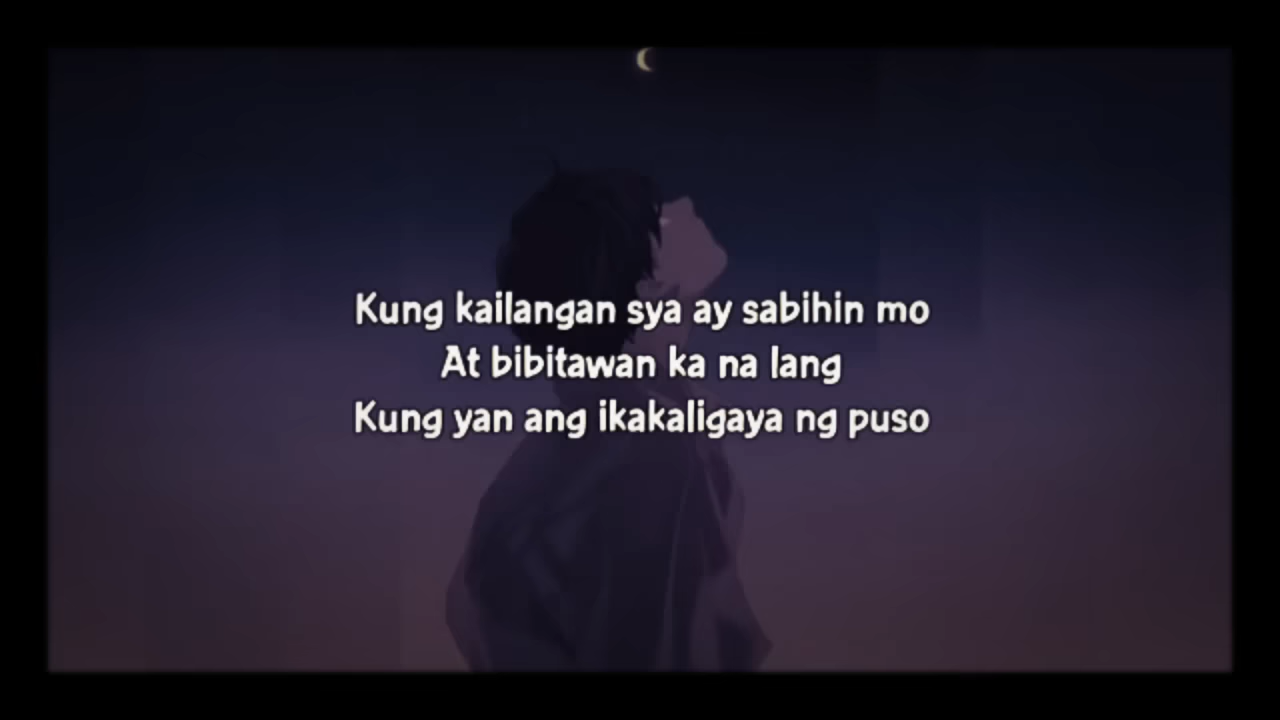 Kung kailangan sya ay sabihin mo
At bibitawan ka na lang
Kung yan ang ikakaligaya ng puso